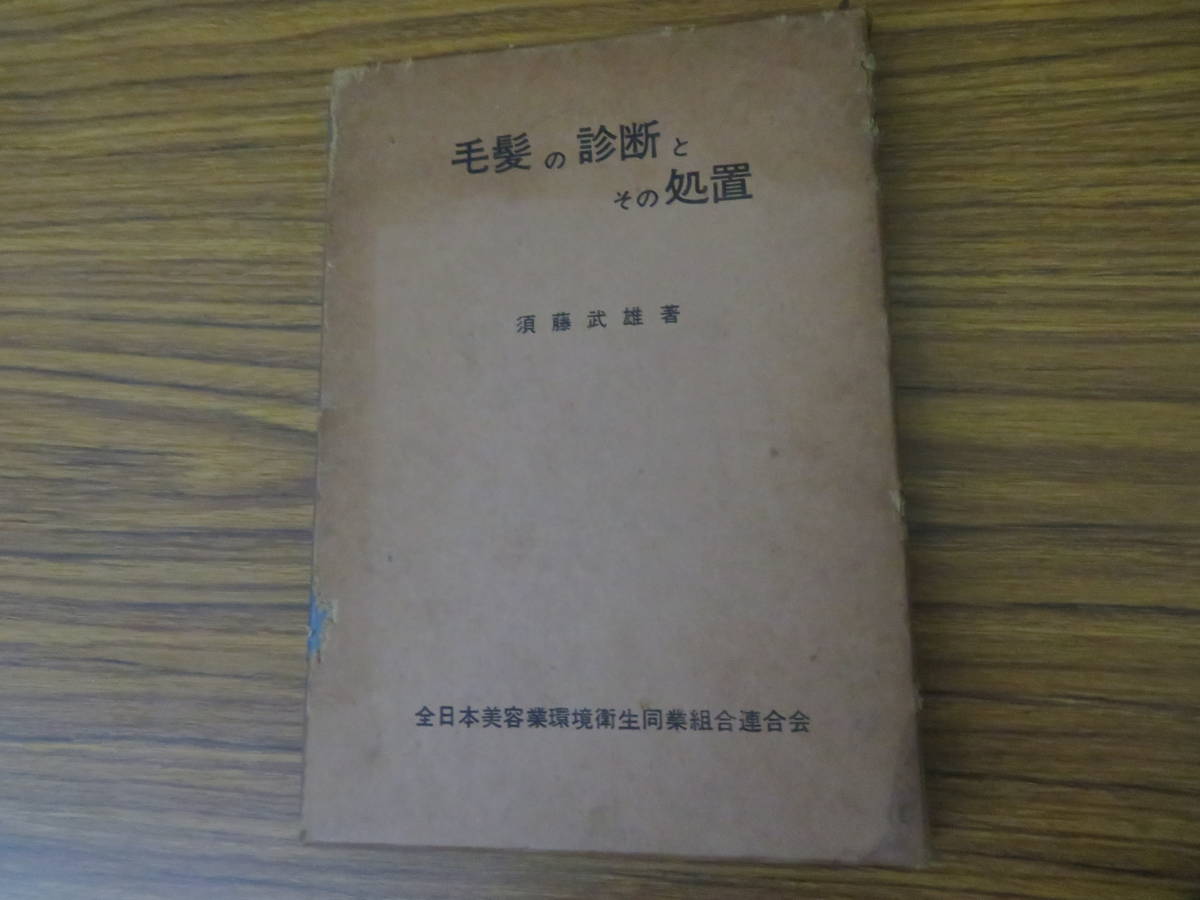 毛髪の診断と
その処置
須藤武雄著
全日本美容業環境衛生同業組合連合会